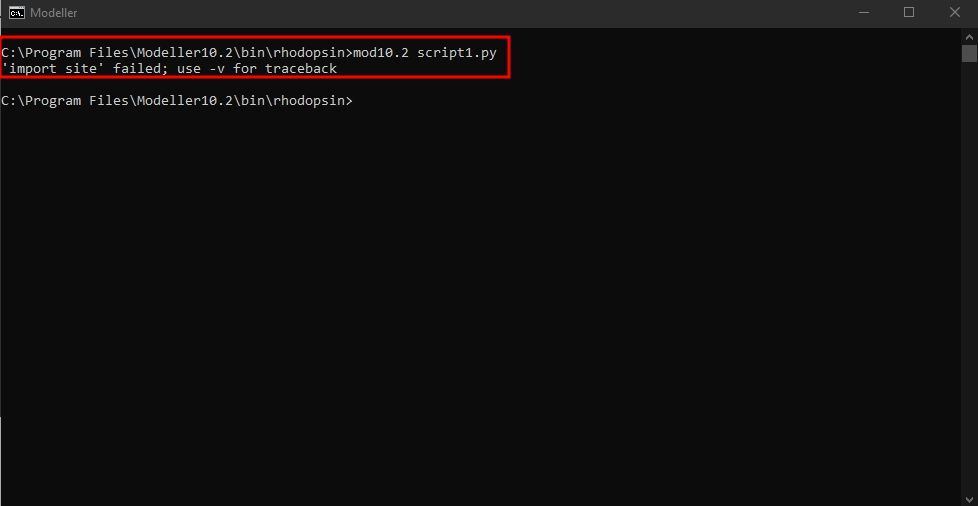 Modeller
C:\Program Files\Modeller10.2\bin\rhodopsin>mod10.2 script1.py
'import site' failed; use -v for traceback
C:\Program Files\Modeller10.2\bin\rhodopsin>